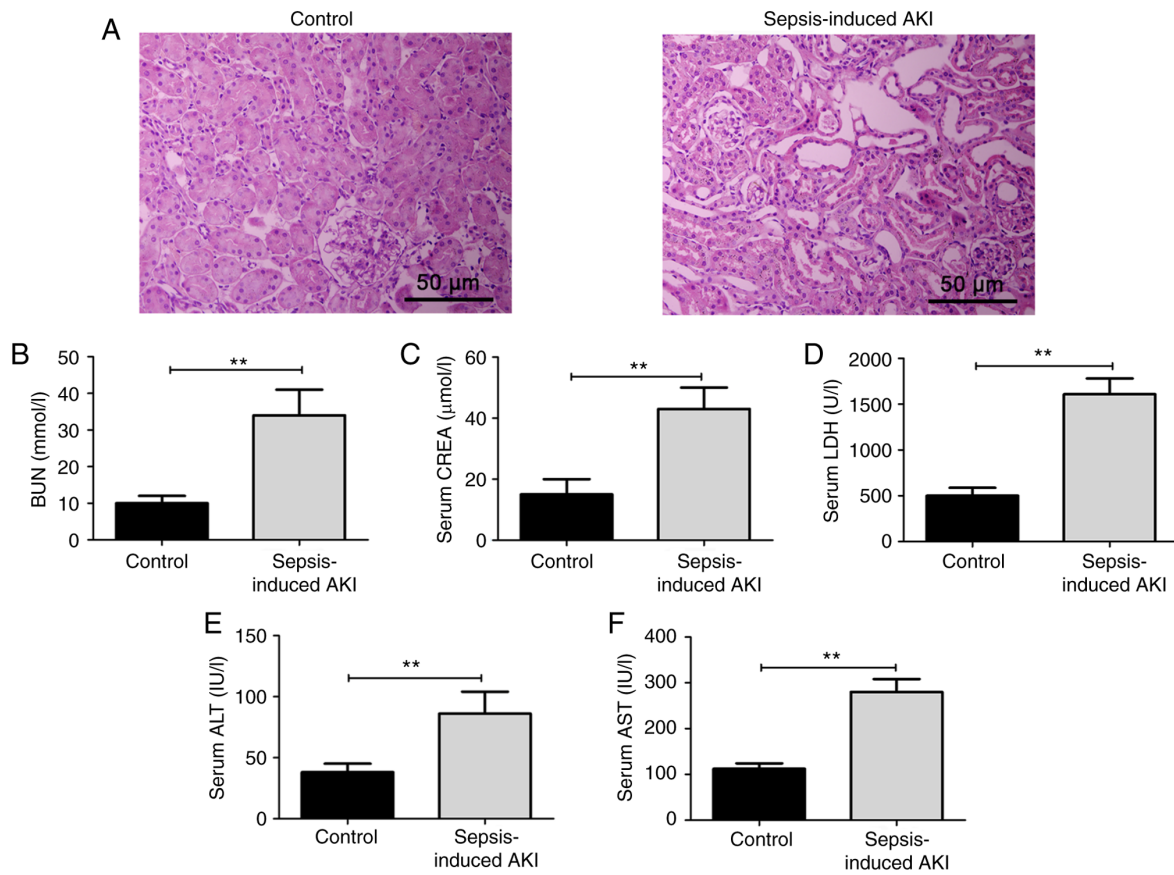 A
Control
Sepsis-induced AKI
50 μm
50 μm
B
BUN (mmol/l)
50
40
30
20
10
0
**
Control
Sepsis-
induced AKI
C
Serum CREA (μmol/l)
60
40
20
0
**
Control
Sepsis-
induced AKI
D
Serum LDH (U/l)
2000
1500
1000
500
0
**
Control
Sepsis-
induced AKI
E
Serum ALT (IU/l)
150
100
50
0
**
Control
Sepsis-
induced AKI
F
Serum AST (IU/l)
400
300
200
100
0
**
Control
Sepsis-
induced AKI